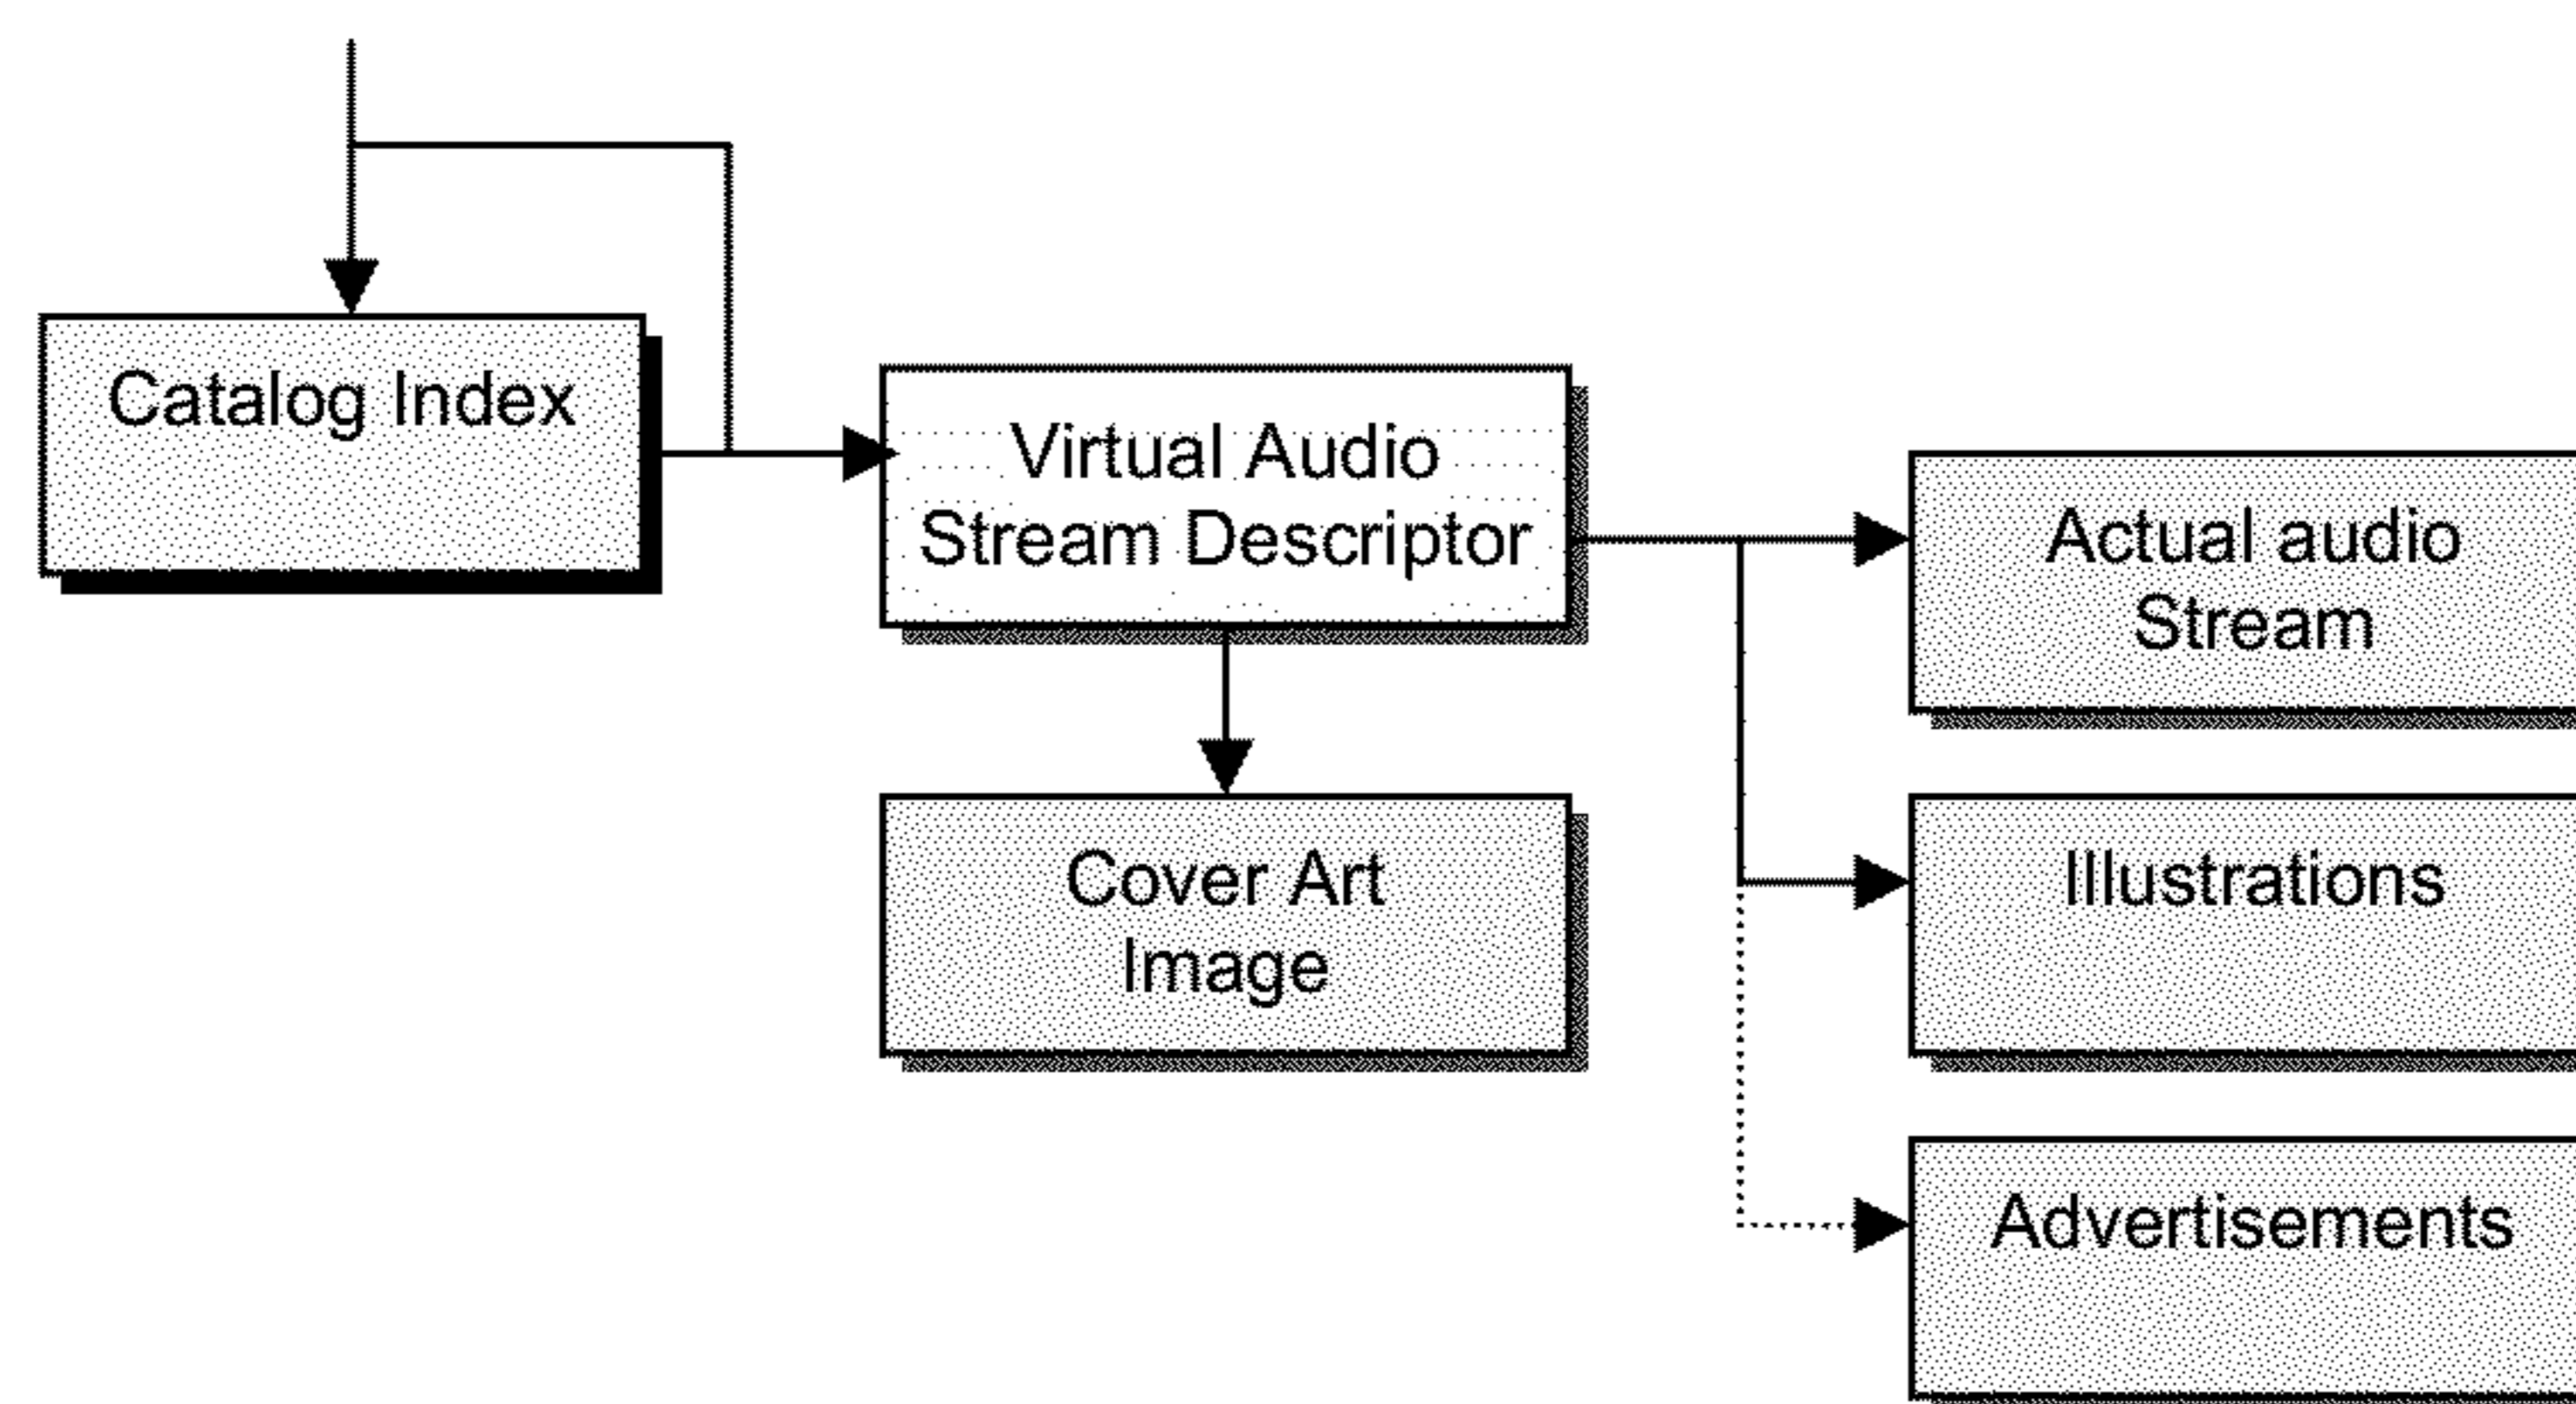 Catalog Index
Virtual Audio
Stream Descriptor
Actual audio
Stream
Cover Art
Image
Illustrations
Advertisements